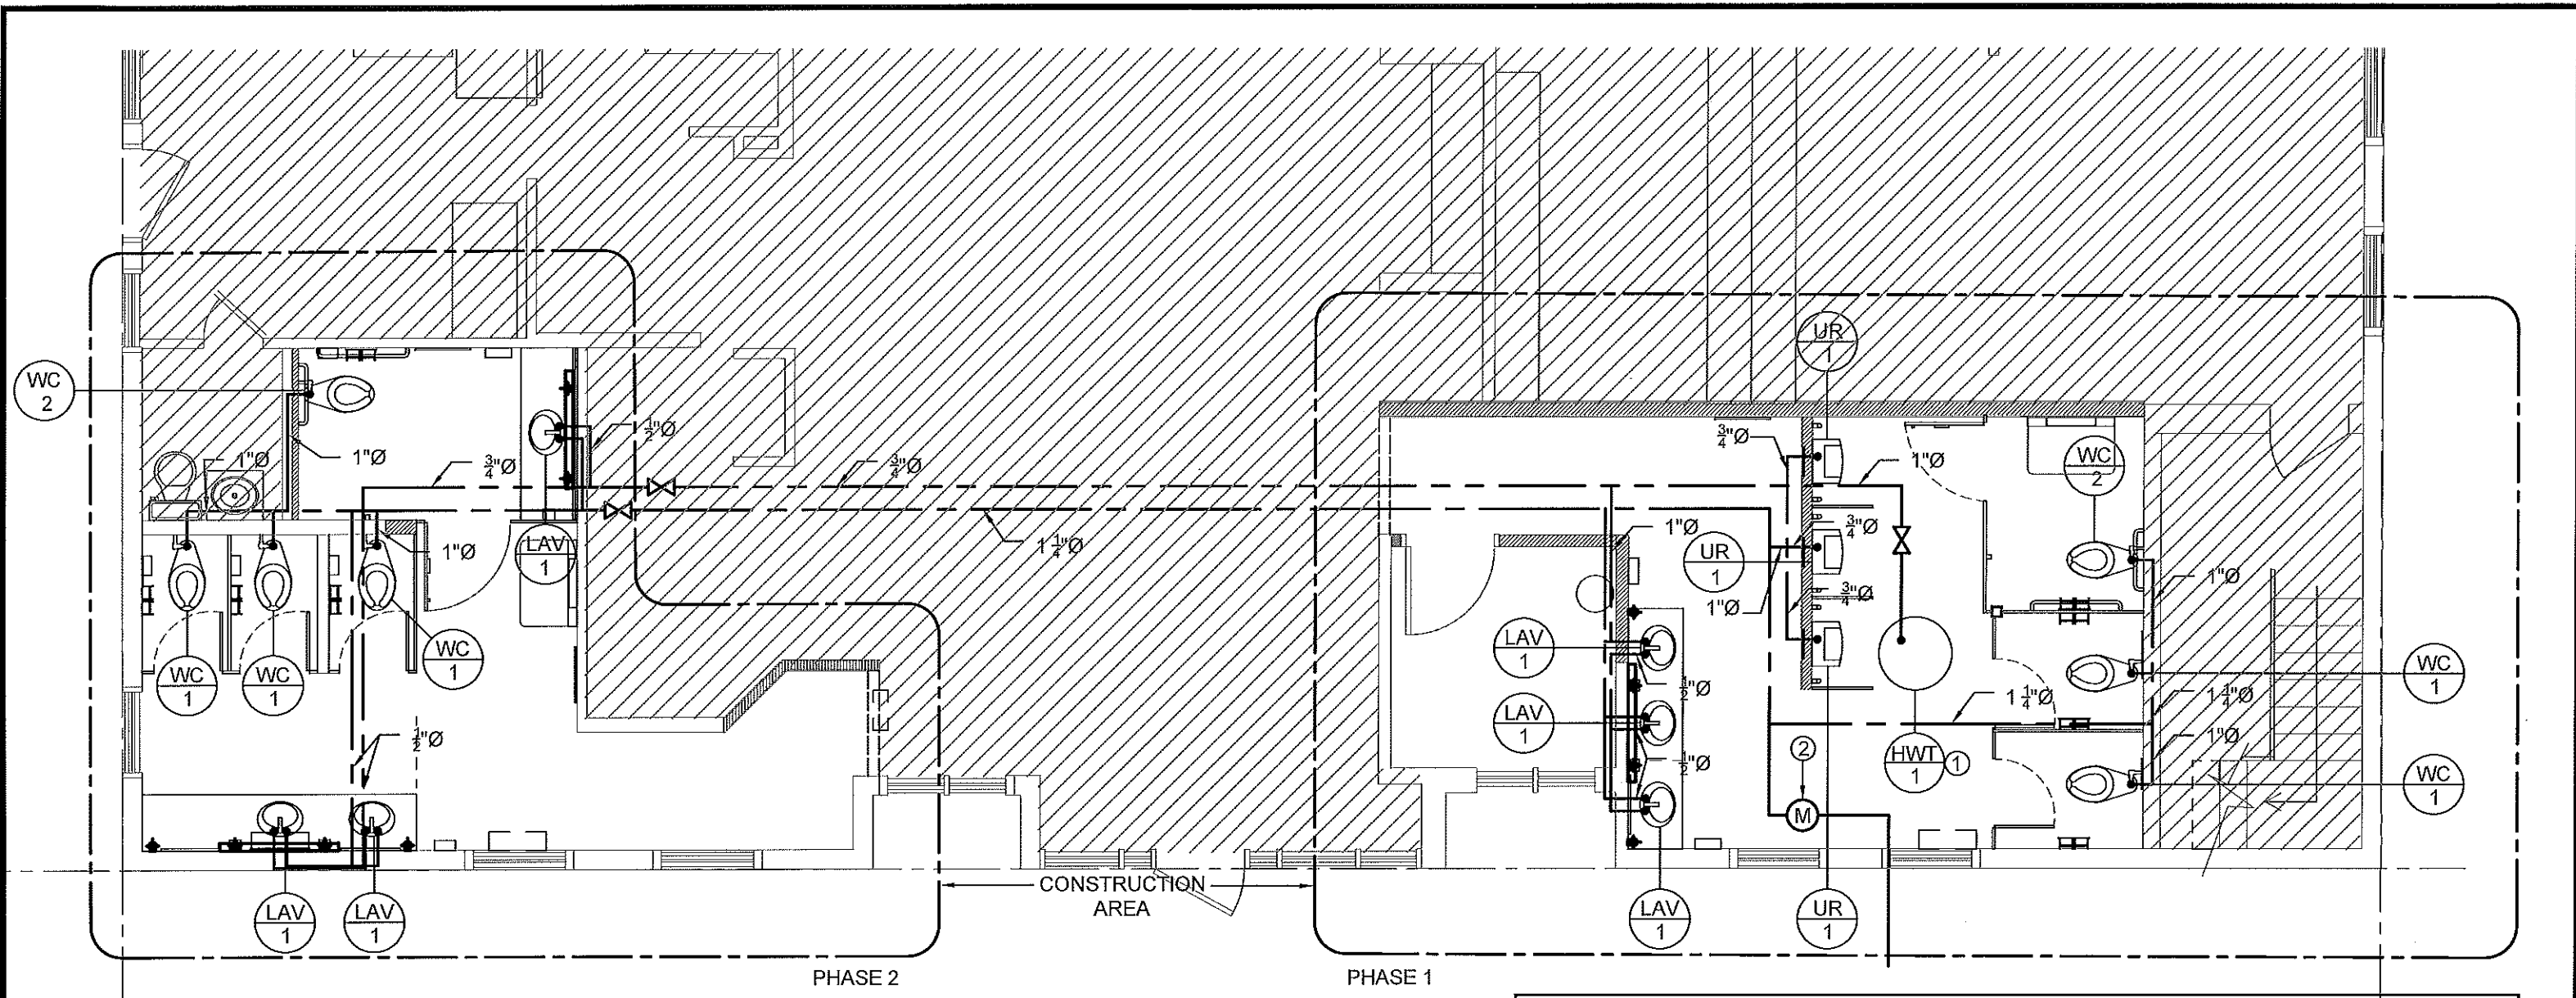 UR
1
WC
2
3/4"Ø
1/2"Ø
WC
2
1"Ø
1"Ø
3/4"Ø
3/4"Ø
1"Ø
1"Ø
3/4"Ø
1"Ø
LAV
1
1 1/4"Ø
UR
1
1"Ø
3/4"Ø
1"Ø
LAV
1
WC
1
WC
1
WC
1
1/2"Ø
1 1/4"Ø
1 1/4"Ø
WC
1
LAV
1
1/2"Ø
1"Ø
1/2"Ø
2
HWT
1
1
WC
1
M
CONSTRUCTION
AREA
LAV
1
LAV
1
LAV
1
UR
1
PHASE 2
PHASE 1